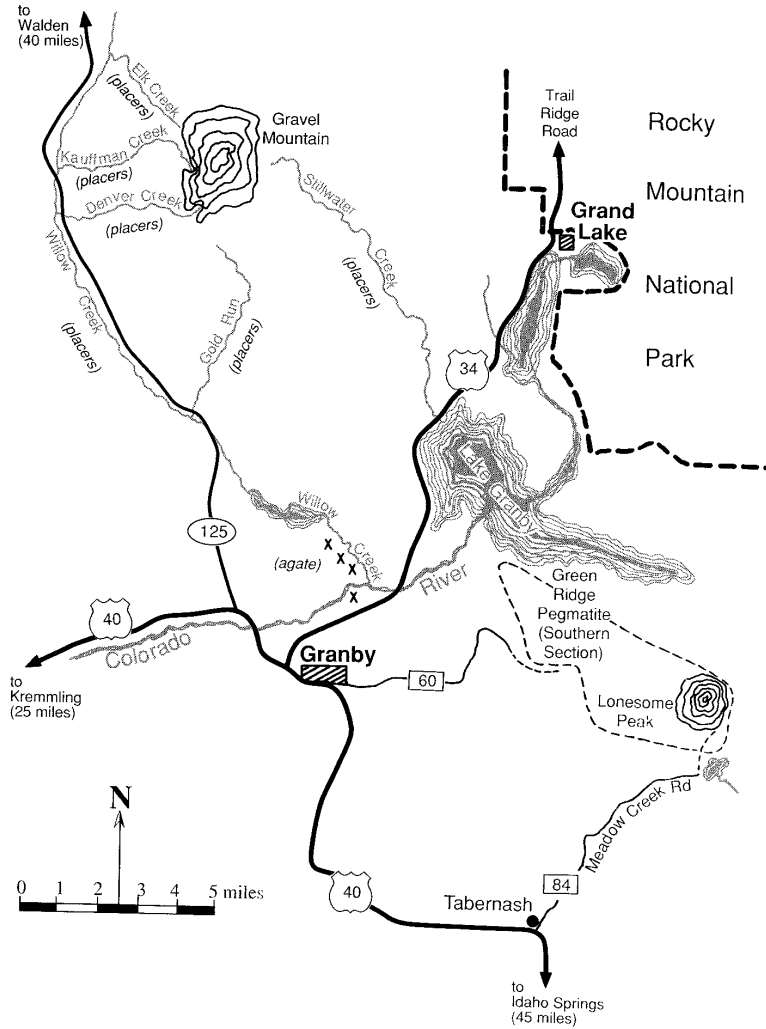 to
Walden
(40 miles)
Elk Creek
(placers)
Gravel
Mountain
Kauffman Creek
(placers)
Denver Creek
(placers)
Stillwater
Creek
(placers)
Trail
Ridge
Road
Rocky
Mountain
National
Park
Grand
Lake
Willow
Creek
(placers)
Gold Run
(placers)
34
Lake
Granby
125
Willow
Creek
(agate)
River
Colorado
40
to
Kremmling
(25 miles)
Granby
60
Green
Ridge
Pegmatite
(Southern
Section)
Lonesome
Peak
Meadow Creek Rd
N
0 1 2 3 4 5 miles
40
84
Tabernash
to
Idaho Springs
(45 miles)